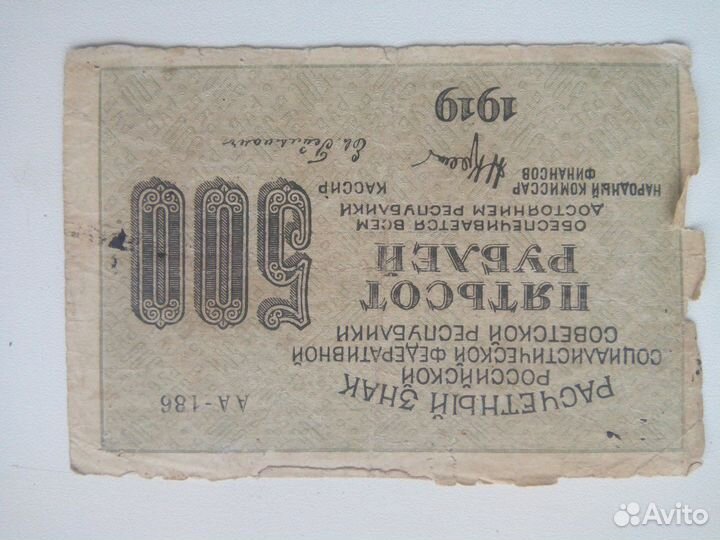 РАСЧЕТНЫЙ ЗНАК
РОССИЙСКОЙ
СОЦИАЛИСТИЧЕСКОЙ ФЕДЕРАТИВНОЙ
СОВЕТСКОЙ РЕСПУБЛИКИ
ПЯТЬСОТ
РУБЛЕЙ
ОБЕСПЕЧИВАЕТСЯ ВСЕМ
ДОСТОЯНИЕМ РЕСПУБЛИКИ
НАРОДНЫЙ КОМИССАР
ФИНАНСОВ
КАССИР
1919
АА-186
500
Avito